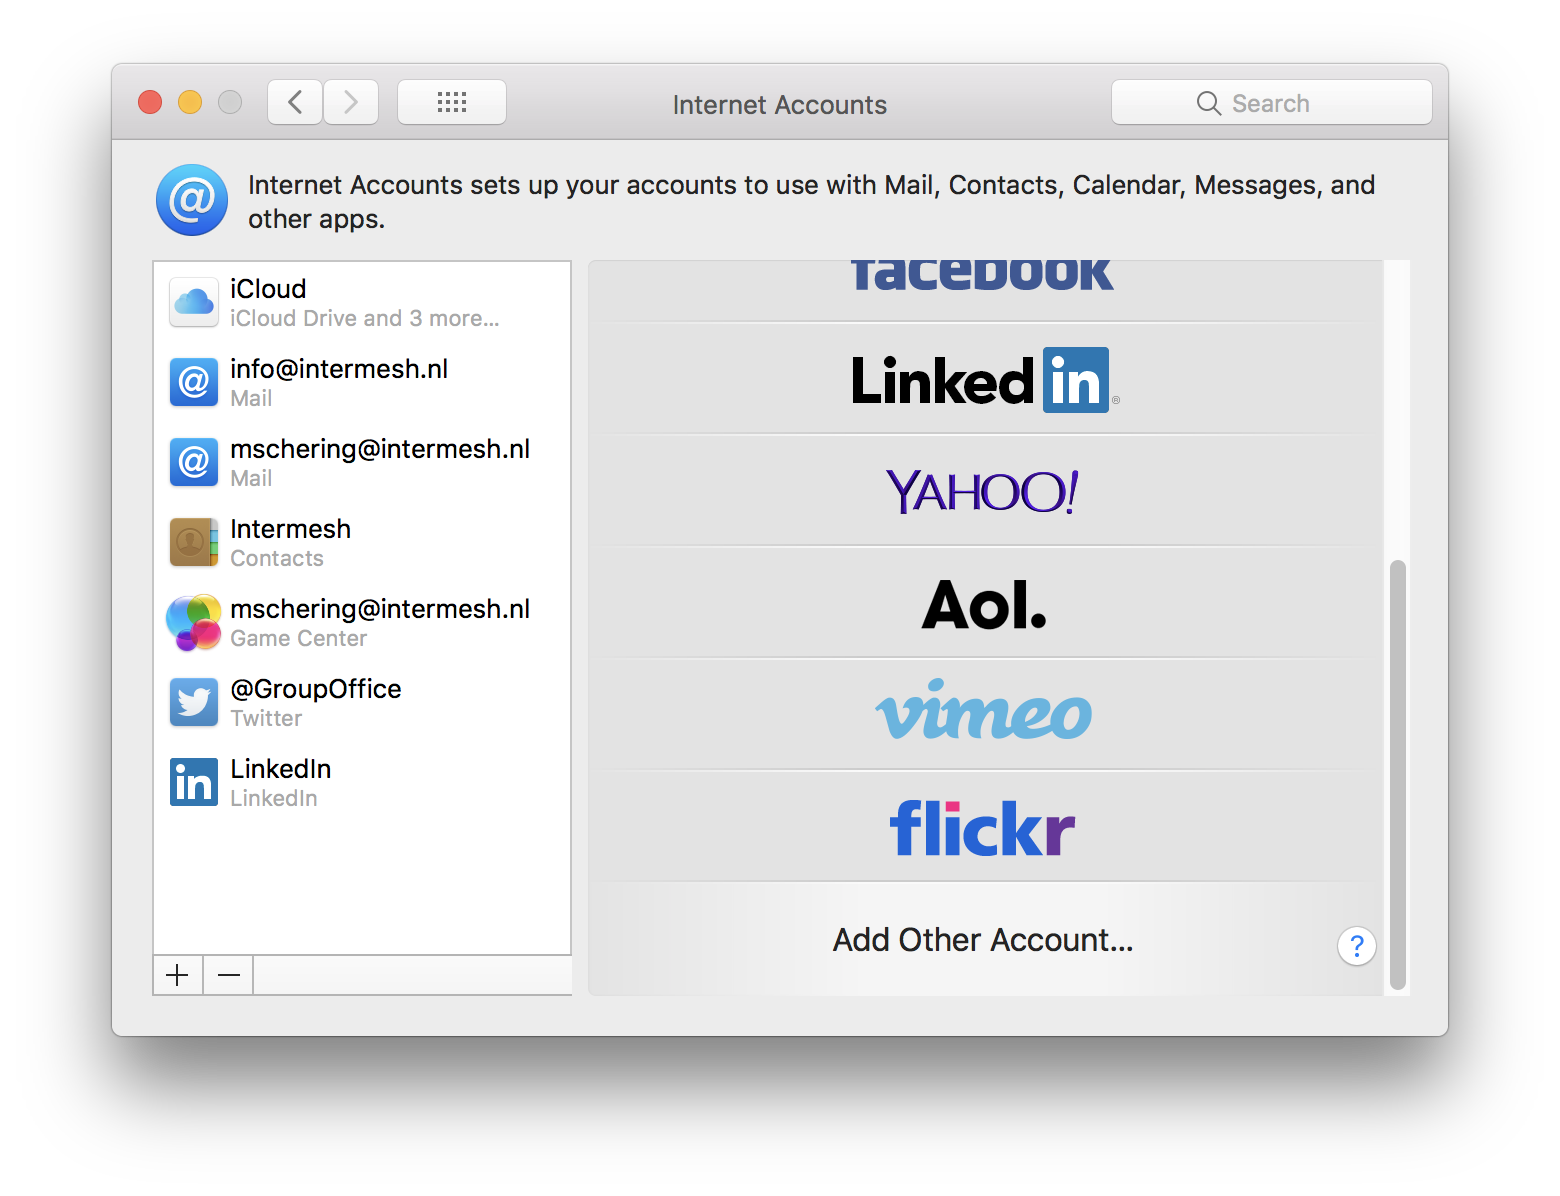 Internet Accounts
Search
Internet Accounts sets up your accounts to use with Mail, Contacts, Calendar, Messages, and
other apps.
iCloud
iCloud Drive and 3 more...
info@intermesh.nl
Mail
mschering@intermesh.nl
Mail
Intermesh
Contacts
mschering@intermesh.nl
Game Center
@GroupOffice
Twitter
in
LinkedIn
LinkedIn
facebook
Linked in ®
YAHOO!
Aol.
vimeo
flickr
Add Other Account...
?